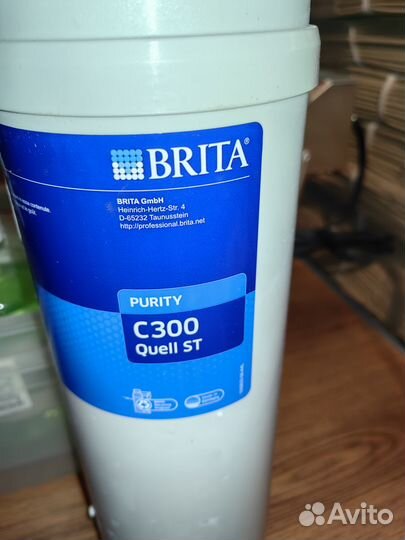 BRITA®
BRITA GmbH
Heinrich-Hertz-Str. 4
D-65232 Taunusstein
http://professional.brita.net
PURITY
C300
Quell ST
Avito